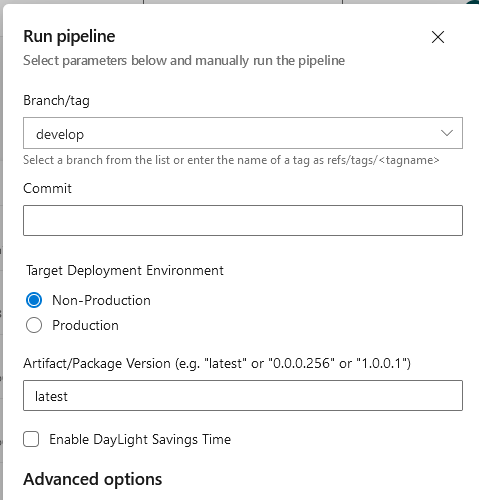 Run pipeline
Select parameters below and manually run the pipeline
Branch/tag
develop
Select a branch from the list or enter the name of a tag as refs/tags/<tagname>
Commit
Target Deployment Environment
Non-Production
Production
Artifact/Package Version (e.g. "latest" or "0.0.0.256" or "1.0.0.1")
latest
Enable DayLight Savings Time
Advanced options